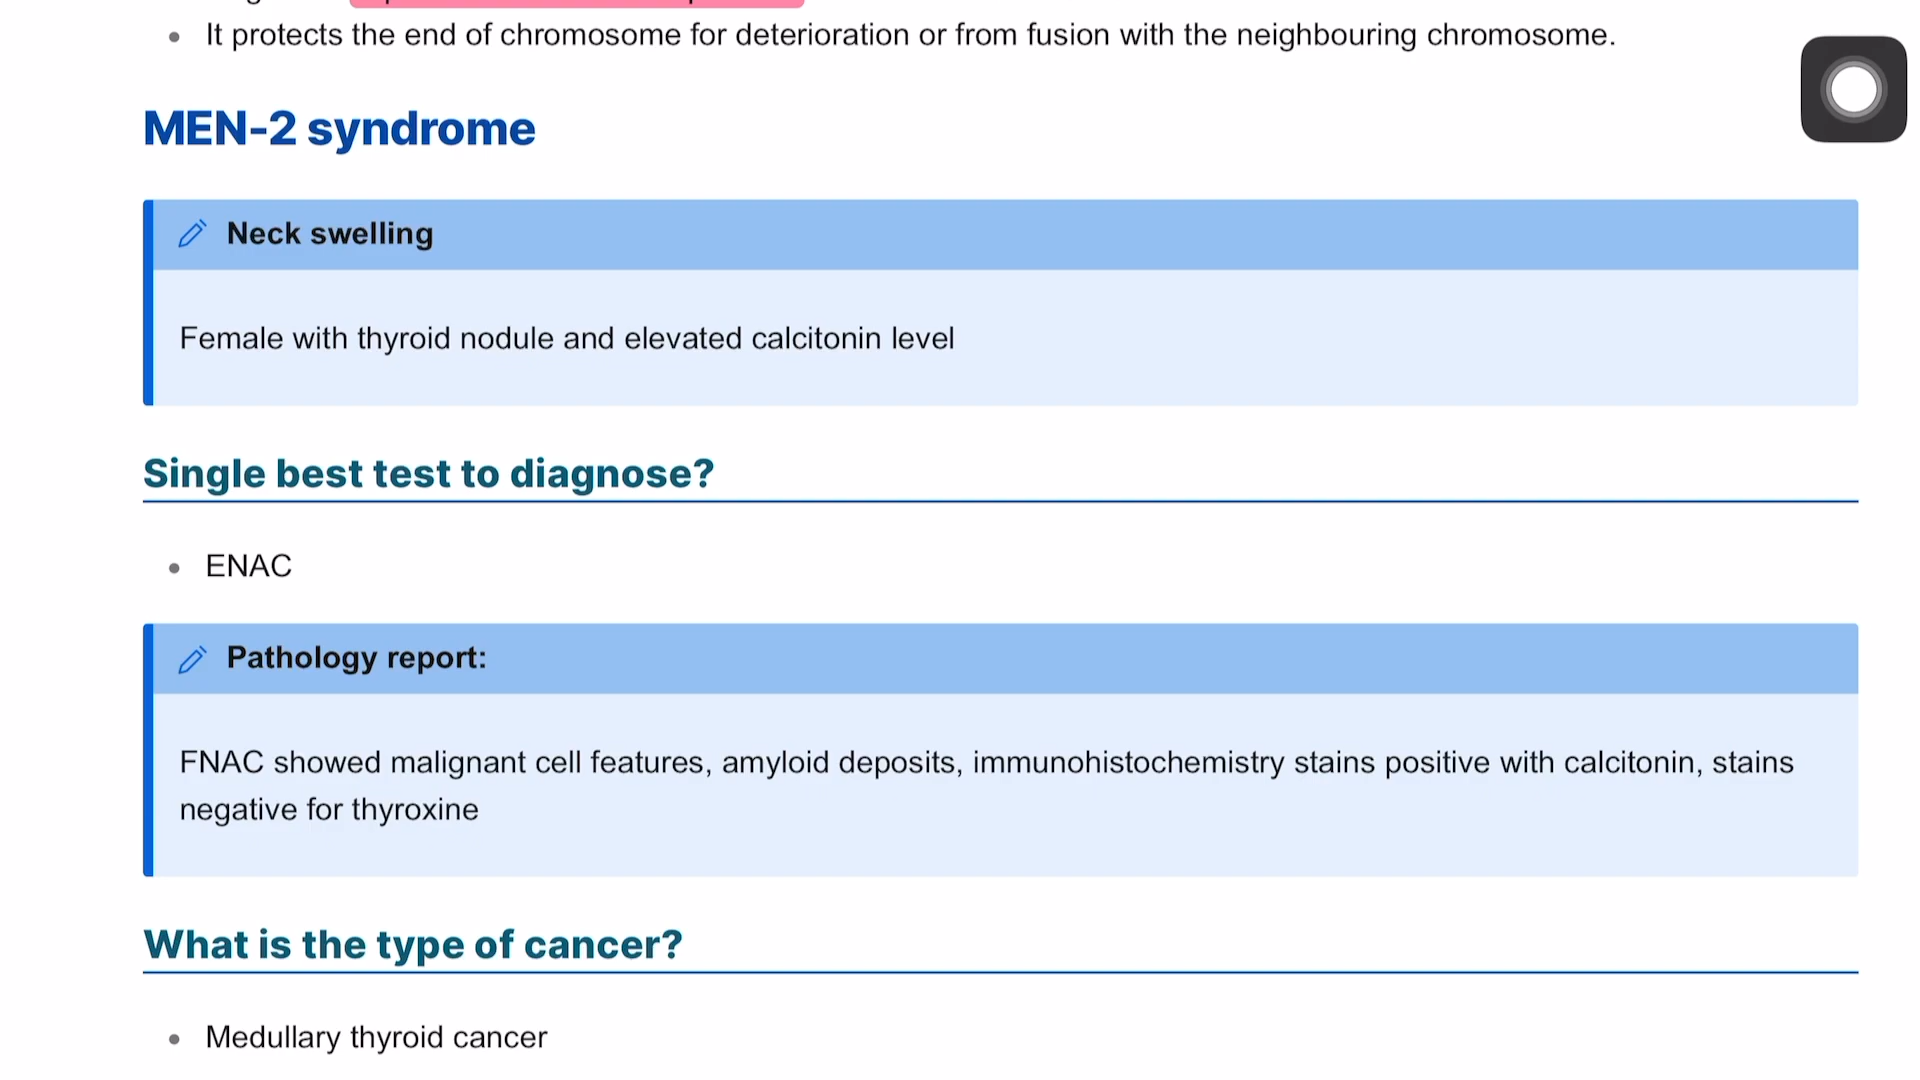 It protects the end of chromosome for deterioration or from fusion with the neighbouring chromosome.
MEN-2 syndrome
Neck swelling
Female with thyroid nodule and elevated calcitonin level
Single best test to diagnose?
ENAC
Pathology report:
FNAC showed malignant cell features, amyloid deposits, immunohistochemistry stains positive with calcitonin, stains
negative for thyroxine
What is the type of cancer?
Medullary thyroid cancer